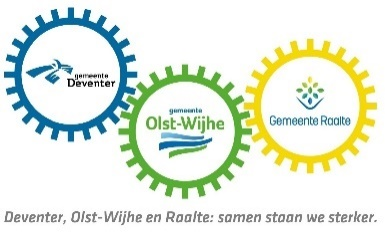 gemeente
Deventer
gemeente
Olst-Wijhe
Gemeente Raalte
Deventer, Olst-Wijhe en Raalte: samen staan we sterker.